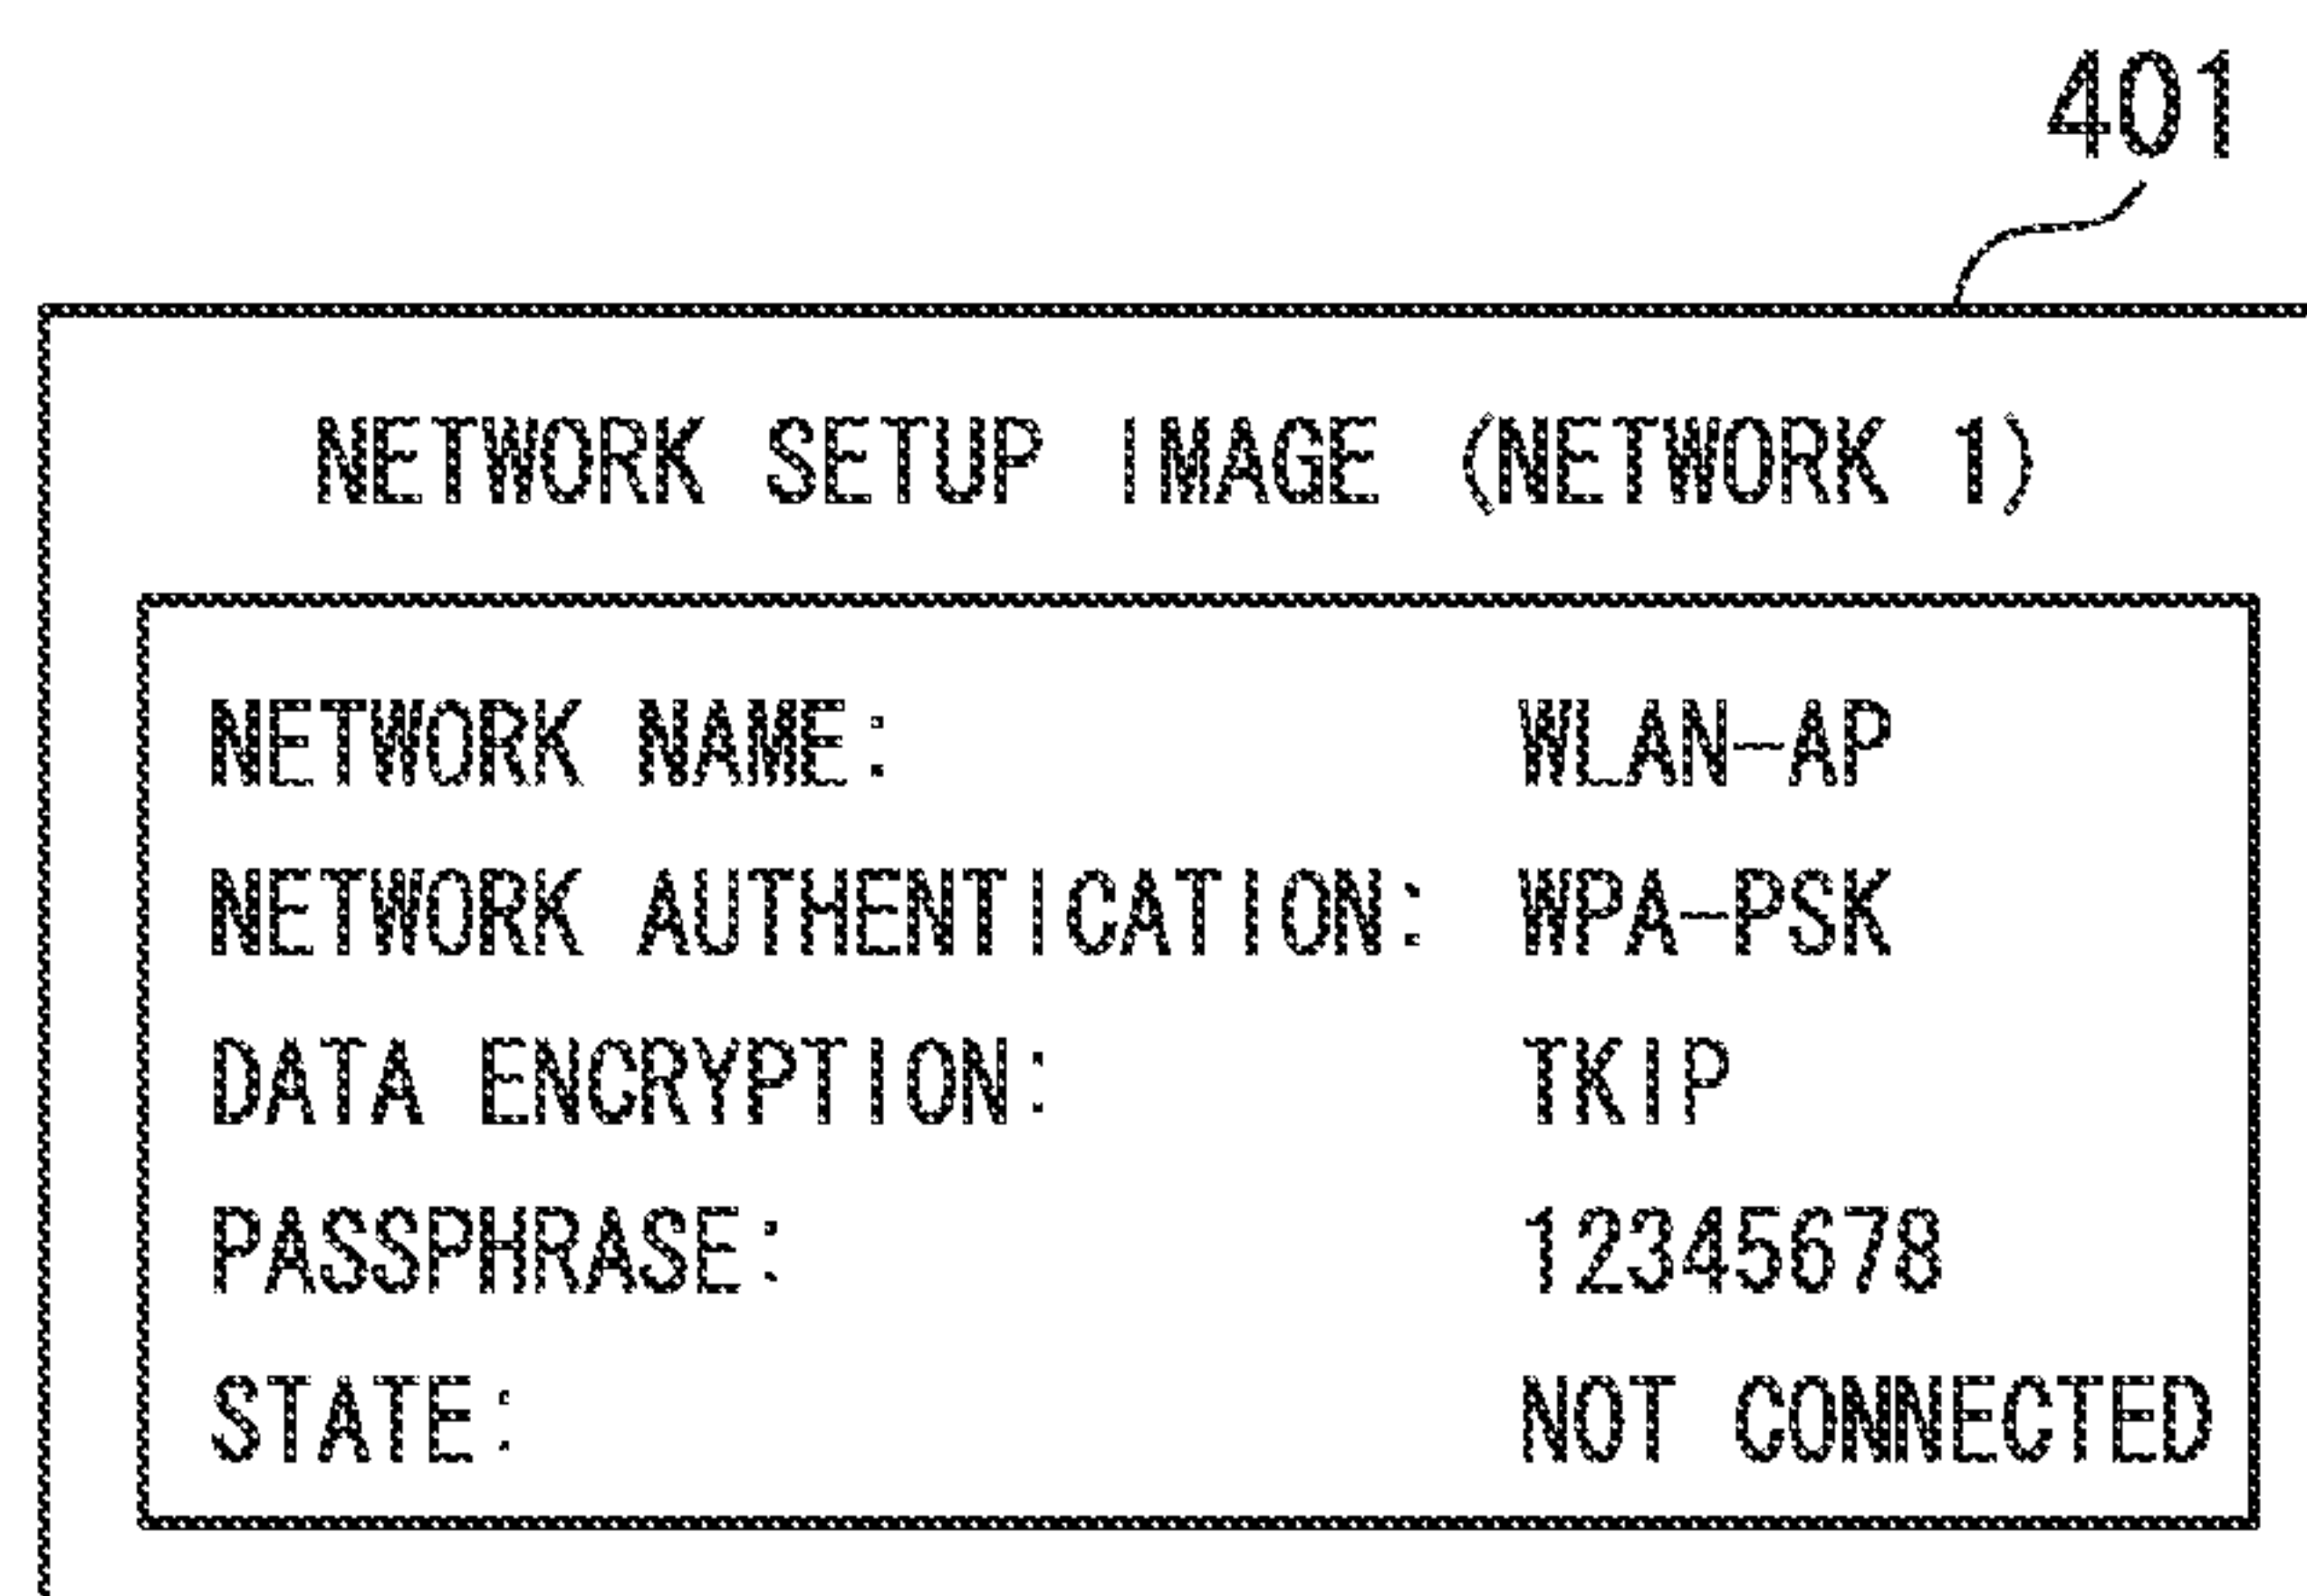 401
NETWORK SETUP IMAGE (NETWORK 1)
NETWORK NAME: WLAN-AP
NETWORK AUTHENTICATION: WPA-PSK
DATA ENCRYPTION: TKIP
PASSPHRASE: 12345678
STATE: NOT CONNECTED